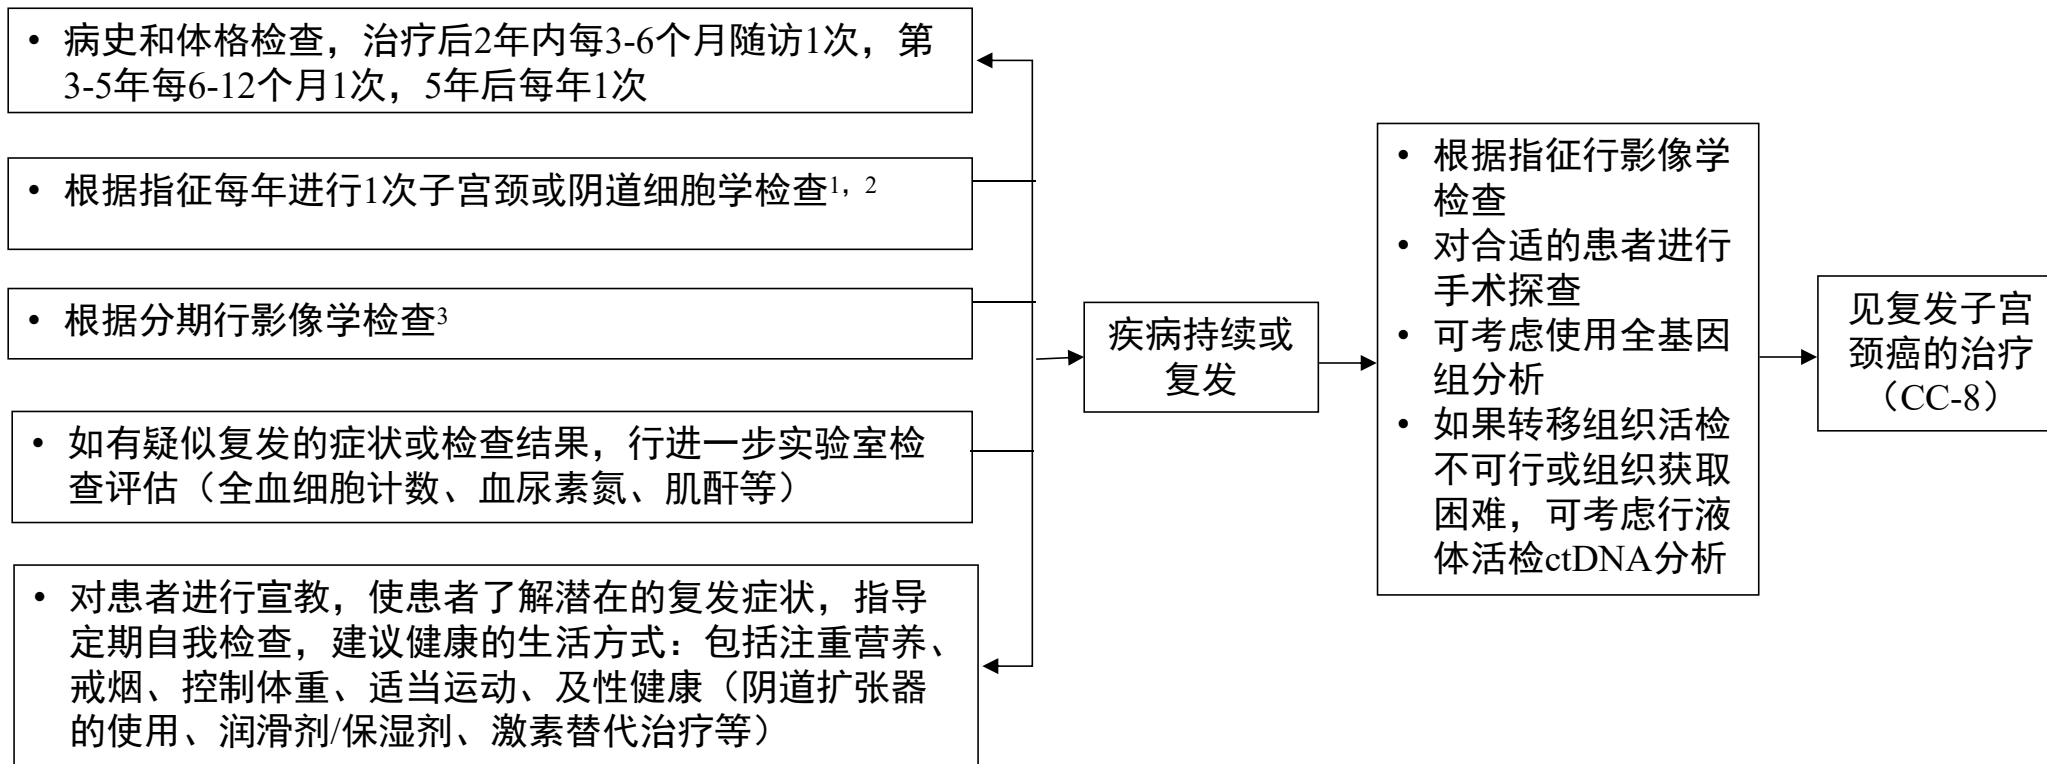 • 病史和体格检查，治疗后2年内每3-6个月随访1次，第
3-5年每6-12个月1次，5年后每年1次
• 根据指征每年进行1次子宫颈或阴道细胞学检查1，2
• 根据分期行影像学检查3
• 如有疑似复发的症状或检查结果，行进一步实验室检
查评估（全血细胞计数、血尿素氮、肌酐等）
• 对患者进行宣教，使患者了解潜在的复发症状，指导
定期自我检查，建议健康的生活方式：包括注重营养、
戒烟、控制体重、适当运动、及性健康（阴道扩张器
的使用、润滑剂/保湿剂、激素替代治疗等）
疾病持续或
复发
• 根据指征行影像学
检查
• 对合适的患者进行
手术探查
• 可考虑使用全基因
组分析
• 如果转移组织活检
不可行或组织获取
困难，可考虑行液
体活检ctDNA分析
见复发子宫
颈癌的治疗
（CC-8）